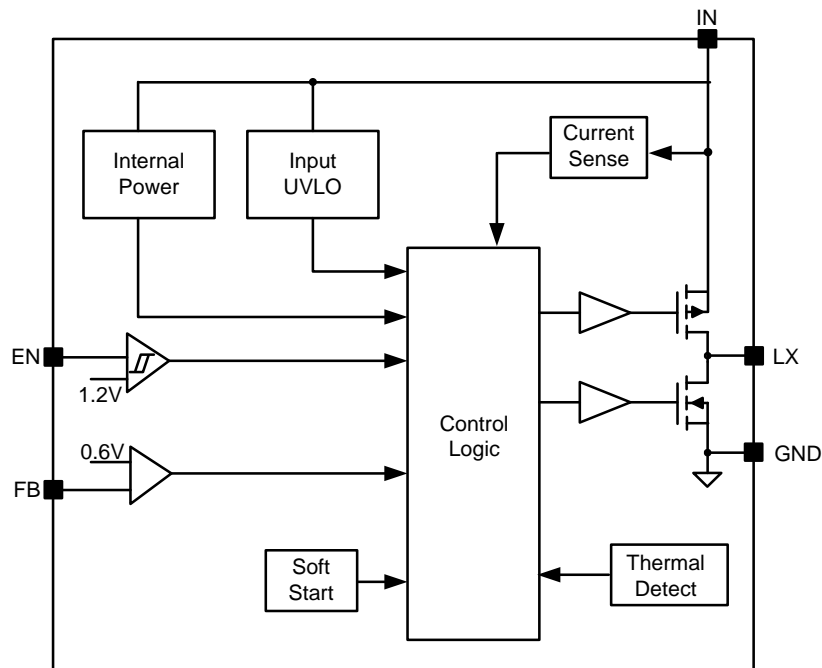 IN
Internal
Power
Input
UVLO
Current
Sense
EN
1.2V
LX
0.6V
FB
Control
Logic
GND
Soft
Start
Thermal
Detect